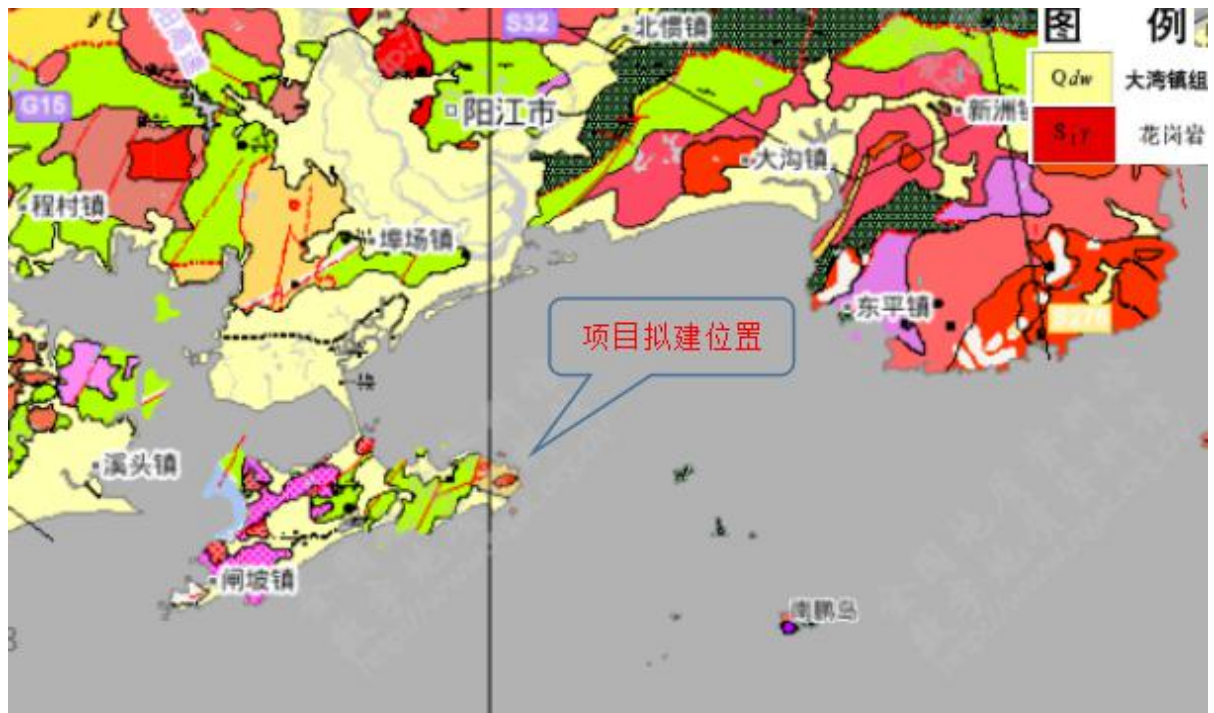 S32
北惯镇
图 例
Qdw 大湾镇组
S₁γ 花岗岩
G15
阳江市
新洲镇
大沟镇
程村镇
埠场镇
东平镇
S276
项目拟建位置
溪头镇
闸坡镇
南鹏岛